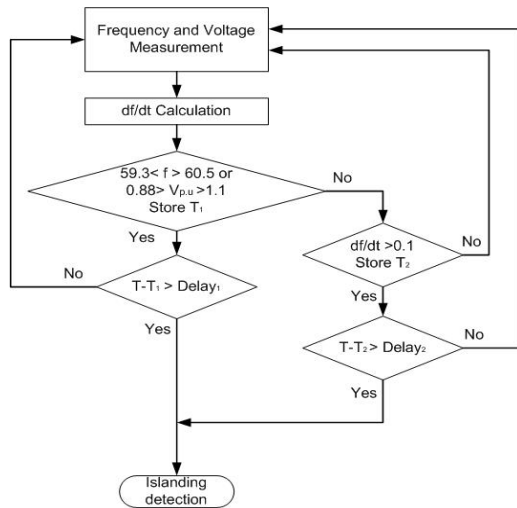 Frequency and Voltage
Measurement
df/dt Calculation
59.3< f > 60.5 or
0.88> Vp.u >1.1
Store T₁
No
Yes
df/dt >0.1
Store T₂
No
No
T-T₁ > Delay₁
Yes
Yes
T-T₂ > Delay₂
No
Yes
Islanding
detection